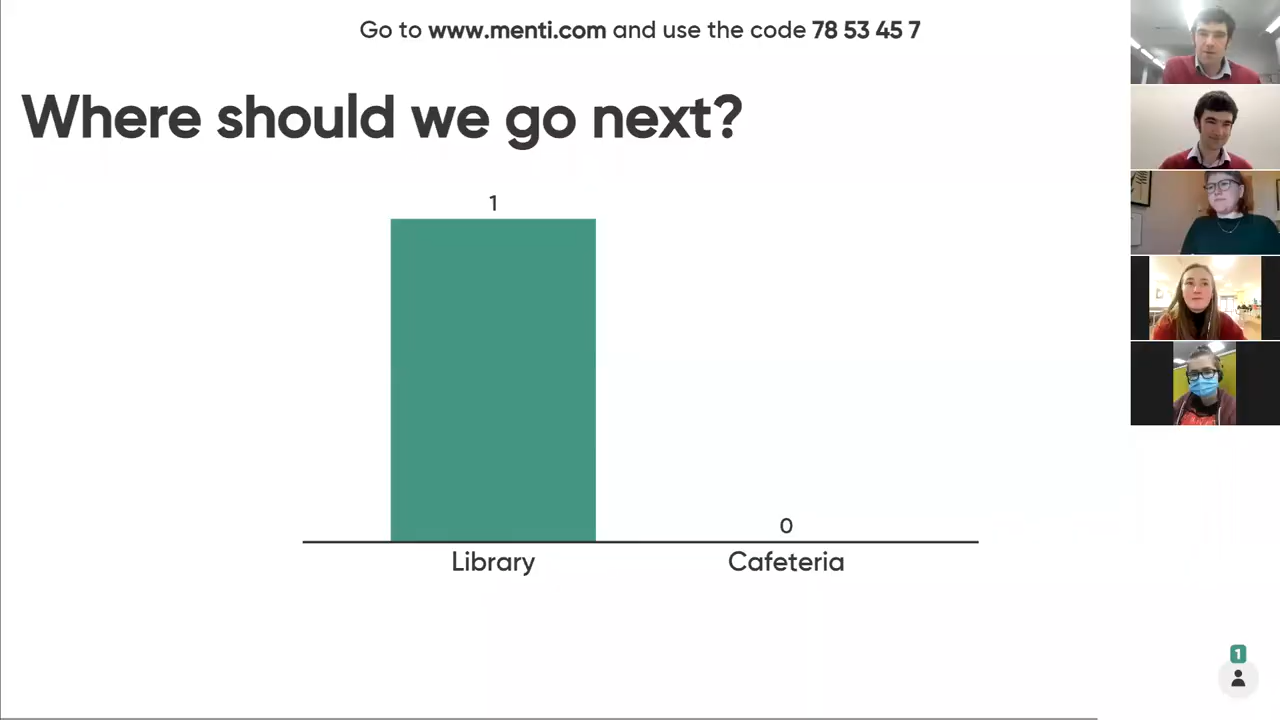 Go to www.menti.com and use the code 78 53 45 7
Where should we go next?
1
0
Library
Cafeteria
1